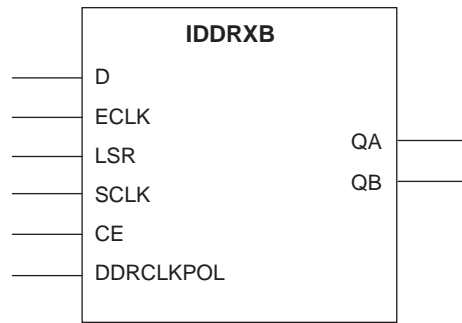 IDDRXB
D
ECLK
LSR
SCLK
CE
DDRCLKPOL
QA
QB